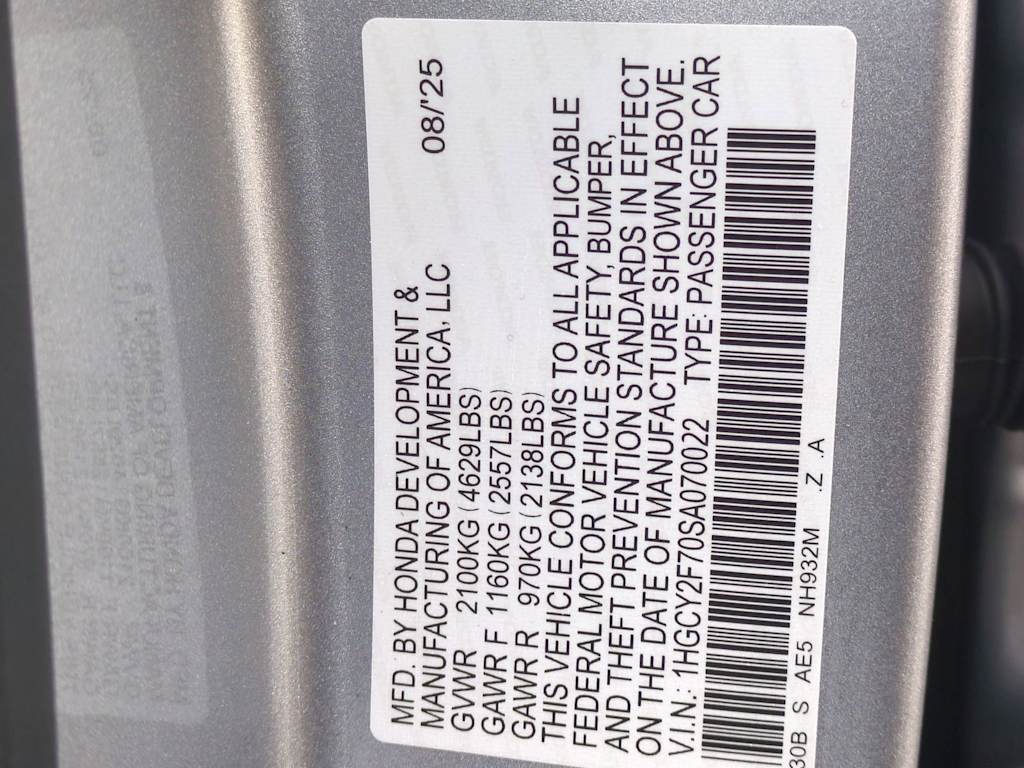 MFD. BY HONDA DEVELOPMENT & 08/'25
MANUFACTURING OF AMERICA, LLC
GVWR 2100KG (4629LBS)
GAWR F 1160KG (2557LBS)
GAWR R 970KG (2138LBS)
THIS VEHICLE CONFORMS TO ALL APPLICABLE
FEDERAL MOTOR VEHICLE SAFETY, BUMPER,
AND THEFT PREVENTION STANDARDS IN EFFECT
ON THE DATE OF MANUFACTURE SHOWN ABOVE.
V.I.N.: 1HGCY2F70SA070022 TYPE: PASSENGER CAR
30B S AE5 NH932M .Z .A